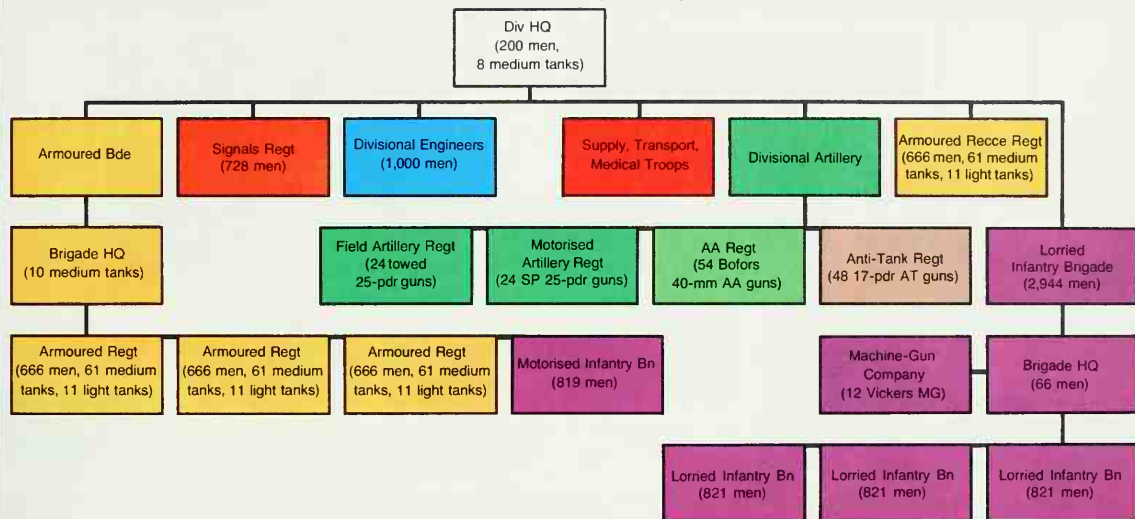 Div HQ
(200 men,
8 medium tanks)
Armoured Bde
Signals Regt
(728 men)
Divisional Engineers
(1,000 men)
Supply, Transport,
Medical Troops
Divisional Artillery
Armoured Recce Regt
(666 men, 61 medium
tanks, 11 light tanks)
Brigade HQ
(10 medium tanks)
Field Artillery Regt
(24 towed
25-pdr guns)
Motorised
Artillery Regt
(24 SP 25-pdr guns)
AA Regt
(54 Bofors
40-mm AA guns)
Anti-Tank Regt
(48 17-pdr AT guns)
Lorried
Infantry Brigade
(2,944 men)
Armoured Regt
(666 men, 61 medium
tanks, 11 light tanks)
Armoured Regt
(666 men, 61 medium
tanks, 11 light tanks)
Armoured Regt
(666 men, 61 medium
tanks, 11 light tanks)
Motorised Infantry Bn
(819 men)
Machine-Gun
Company
(12 Vickers MG)
Brigade HQ
(66 men)
Lorried Infantry Bn
(821 men)
Lorried Infantry Bn
(821 men)
Lorried Infantry Bn
(821 men)